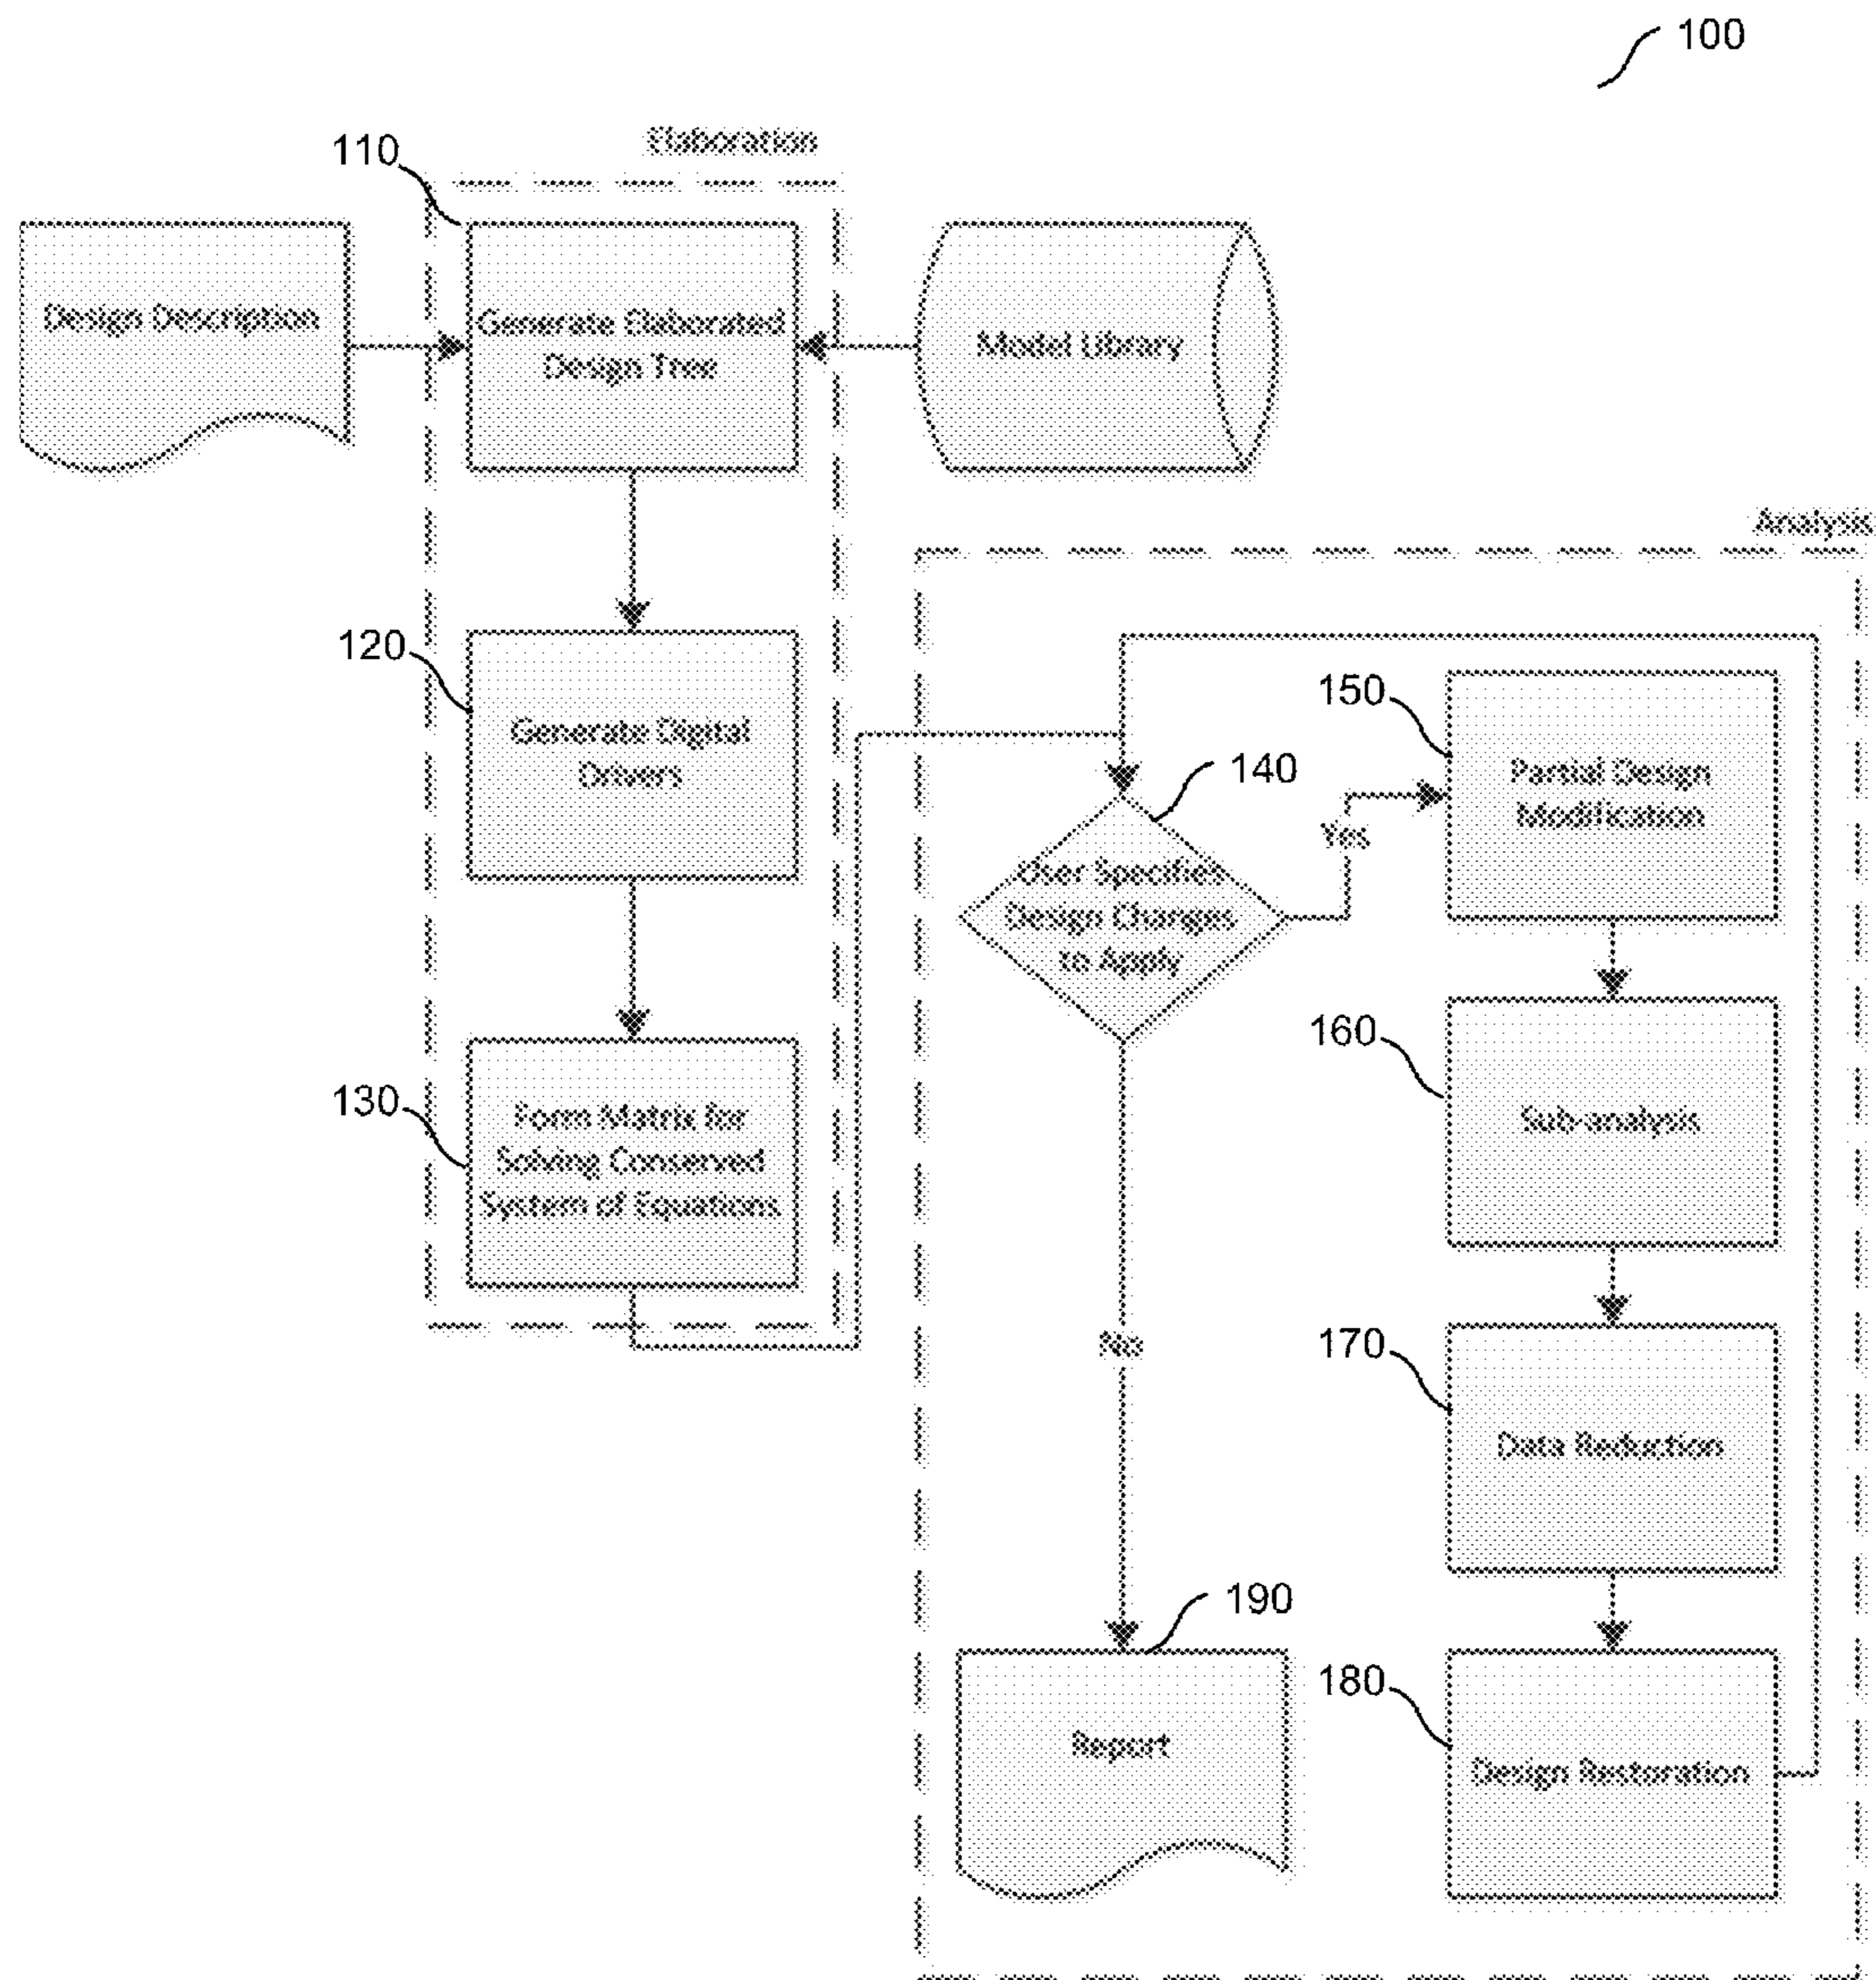 100
Elaboration
110
Design Description
Generate Elaborated
Design Tree
Model Library
Analysis
120
Generate Digital
Drivers
150
Partial Design
Modification
140
Yes
User Specifies
Design Changes
to Apply
130
Form Matrix for
Solving Conserved
System of Equations
160
Sub-analysis
No
170
Data Reduction
190
Report
180
Design Restoration